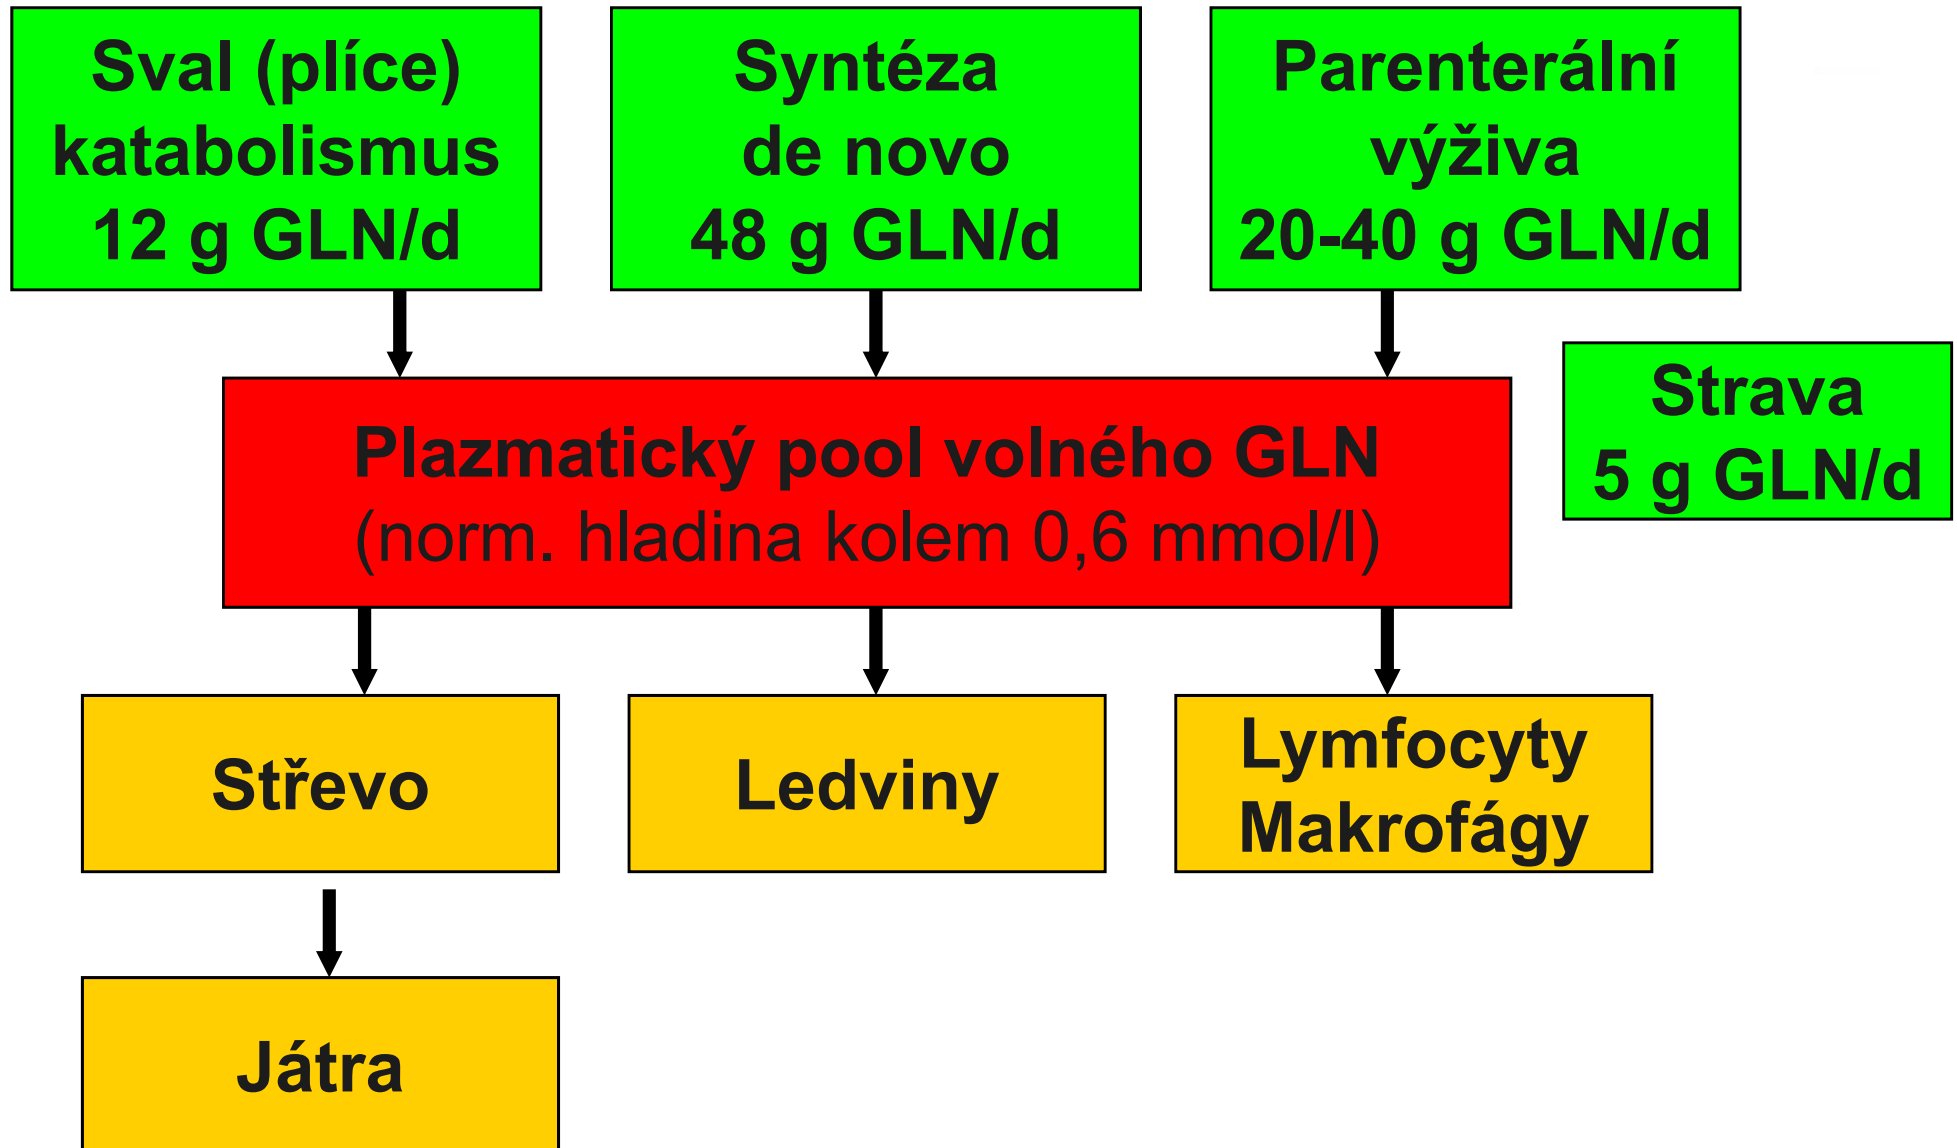 Sval (plíce)
katabolismus
12 g GLN/d
Syntéza
de novo
48 g GLN/d
Parenterální
výživa
20-40 g GLN/d
Strava
5 g GLN/d
Plazmatický pool volného GLN
(norm. hladina kolem 0,6 mmol/l)
Střevo
Ledviny
Lymfocyty
Makrofágy
Játra